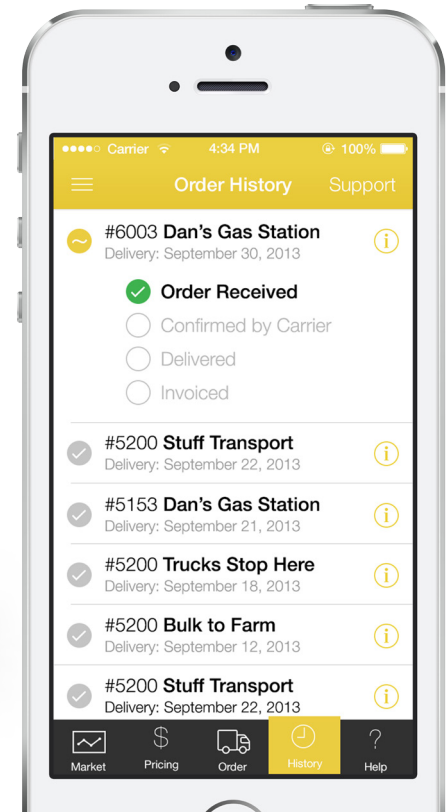 Carrier 4:34 PM 100%
Order History Support
#6003 Dan's Gas Station
Delivery: September 30, 2013
Order Received
Confirmed by Carrier
Delivered
Invoiced
#5200 Stuff Transport
Delivery: September 22, 2013
#5153 Dan's Gas Station
Delivery: September 21, 2013
#5200 Trucks Stop Here
Delivery: September 18, 2013
#5200 Bulk to Farm
Delivery: September 12, 2013
#5200 Stuff Transport
Delivery: September 22, 2013
Market Pricing Order History Help